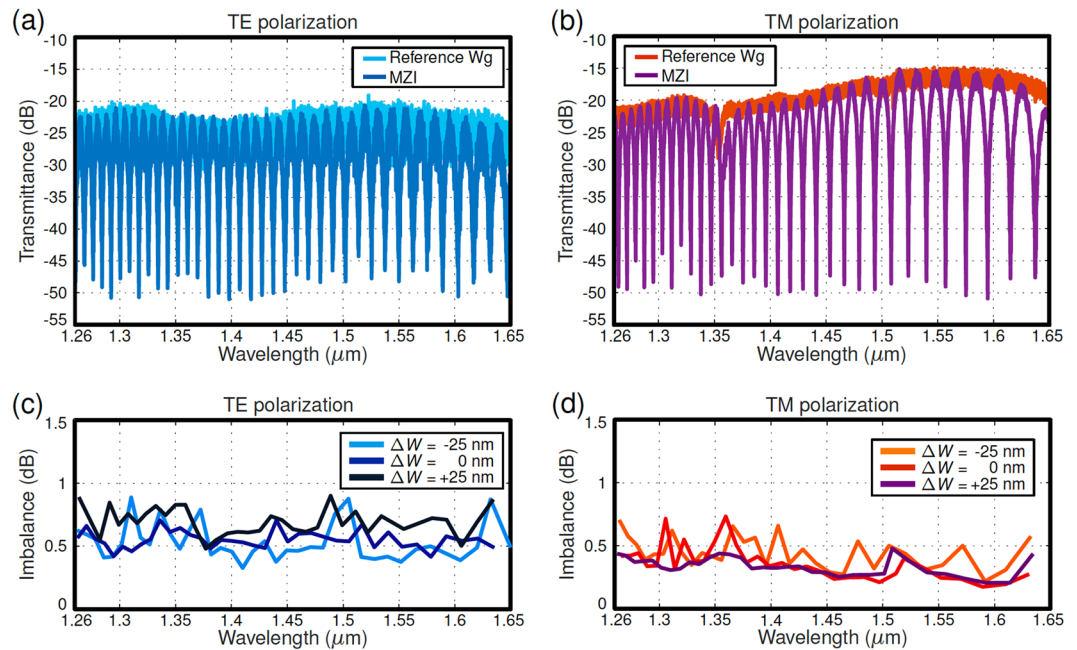 (a)
TE polarization
Transmittance (dB)
-10
-15
-20
-25
-30
-35
-40
-45
-50
-55
Reference Wg
MZI
1.26 1.3 1.35 1.4 1.45 1.5 1.55 1.6 1.65
Wavelength (μm)
(b)
TM polarization
Transmittance (dB)
-10
-15
-20
-25
-30
-35
-40
-45
-50
-55
Reference Wg
MZI
1.26 1.3 1.35 1.4 1.45 1.5 1.55 1.6 1.65
Wavelength (μm)
(c)
TE polarization
Imbalance (dB)
1.5
1
0.5
0
ΔW = -25 nm
ΔW = 0 nm
ΔW = +25 nm
1.26 1.3 1.35 1.4 1.45 1.5 1.55 1.6 1.65
Wavelength (μm)
(d)
TM polarization
Imbalance (dB)
1.5
1
0.5
0
ΔW = -25 nm
ΔW = 0 nm
ΔW = +25 nm
1.26 1.3 1.35 1.4 1.45 1.5 1.55 1.6 1.65
Wavelength (μm)